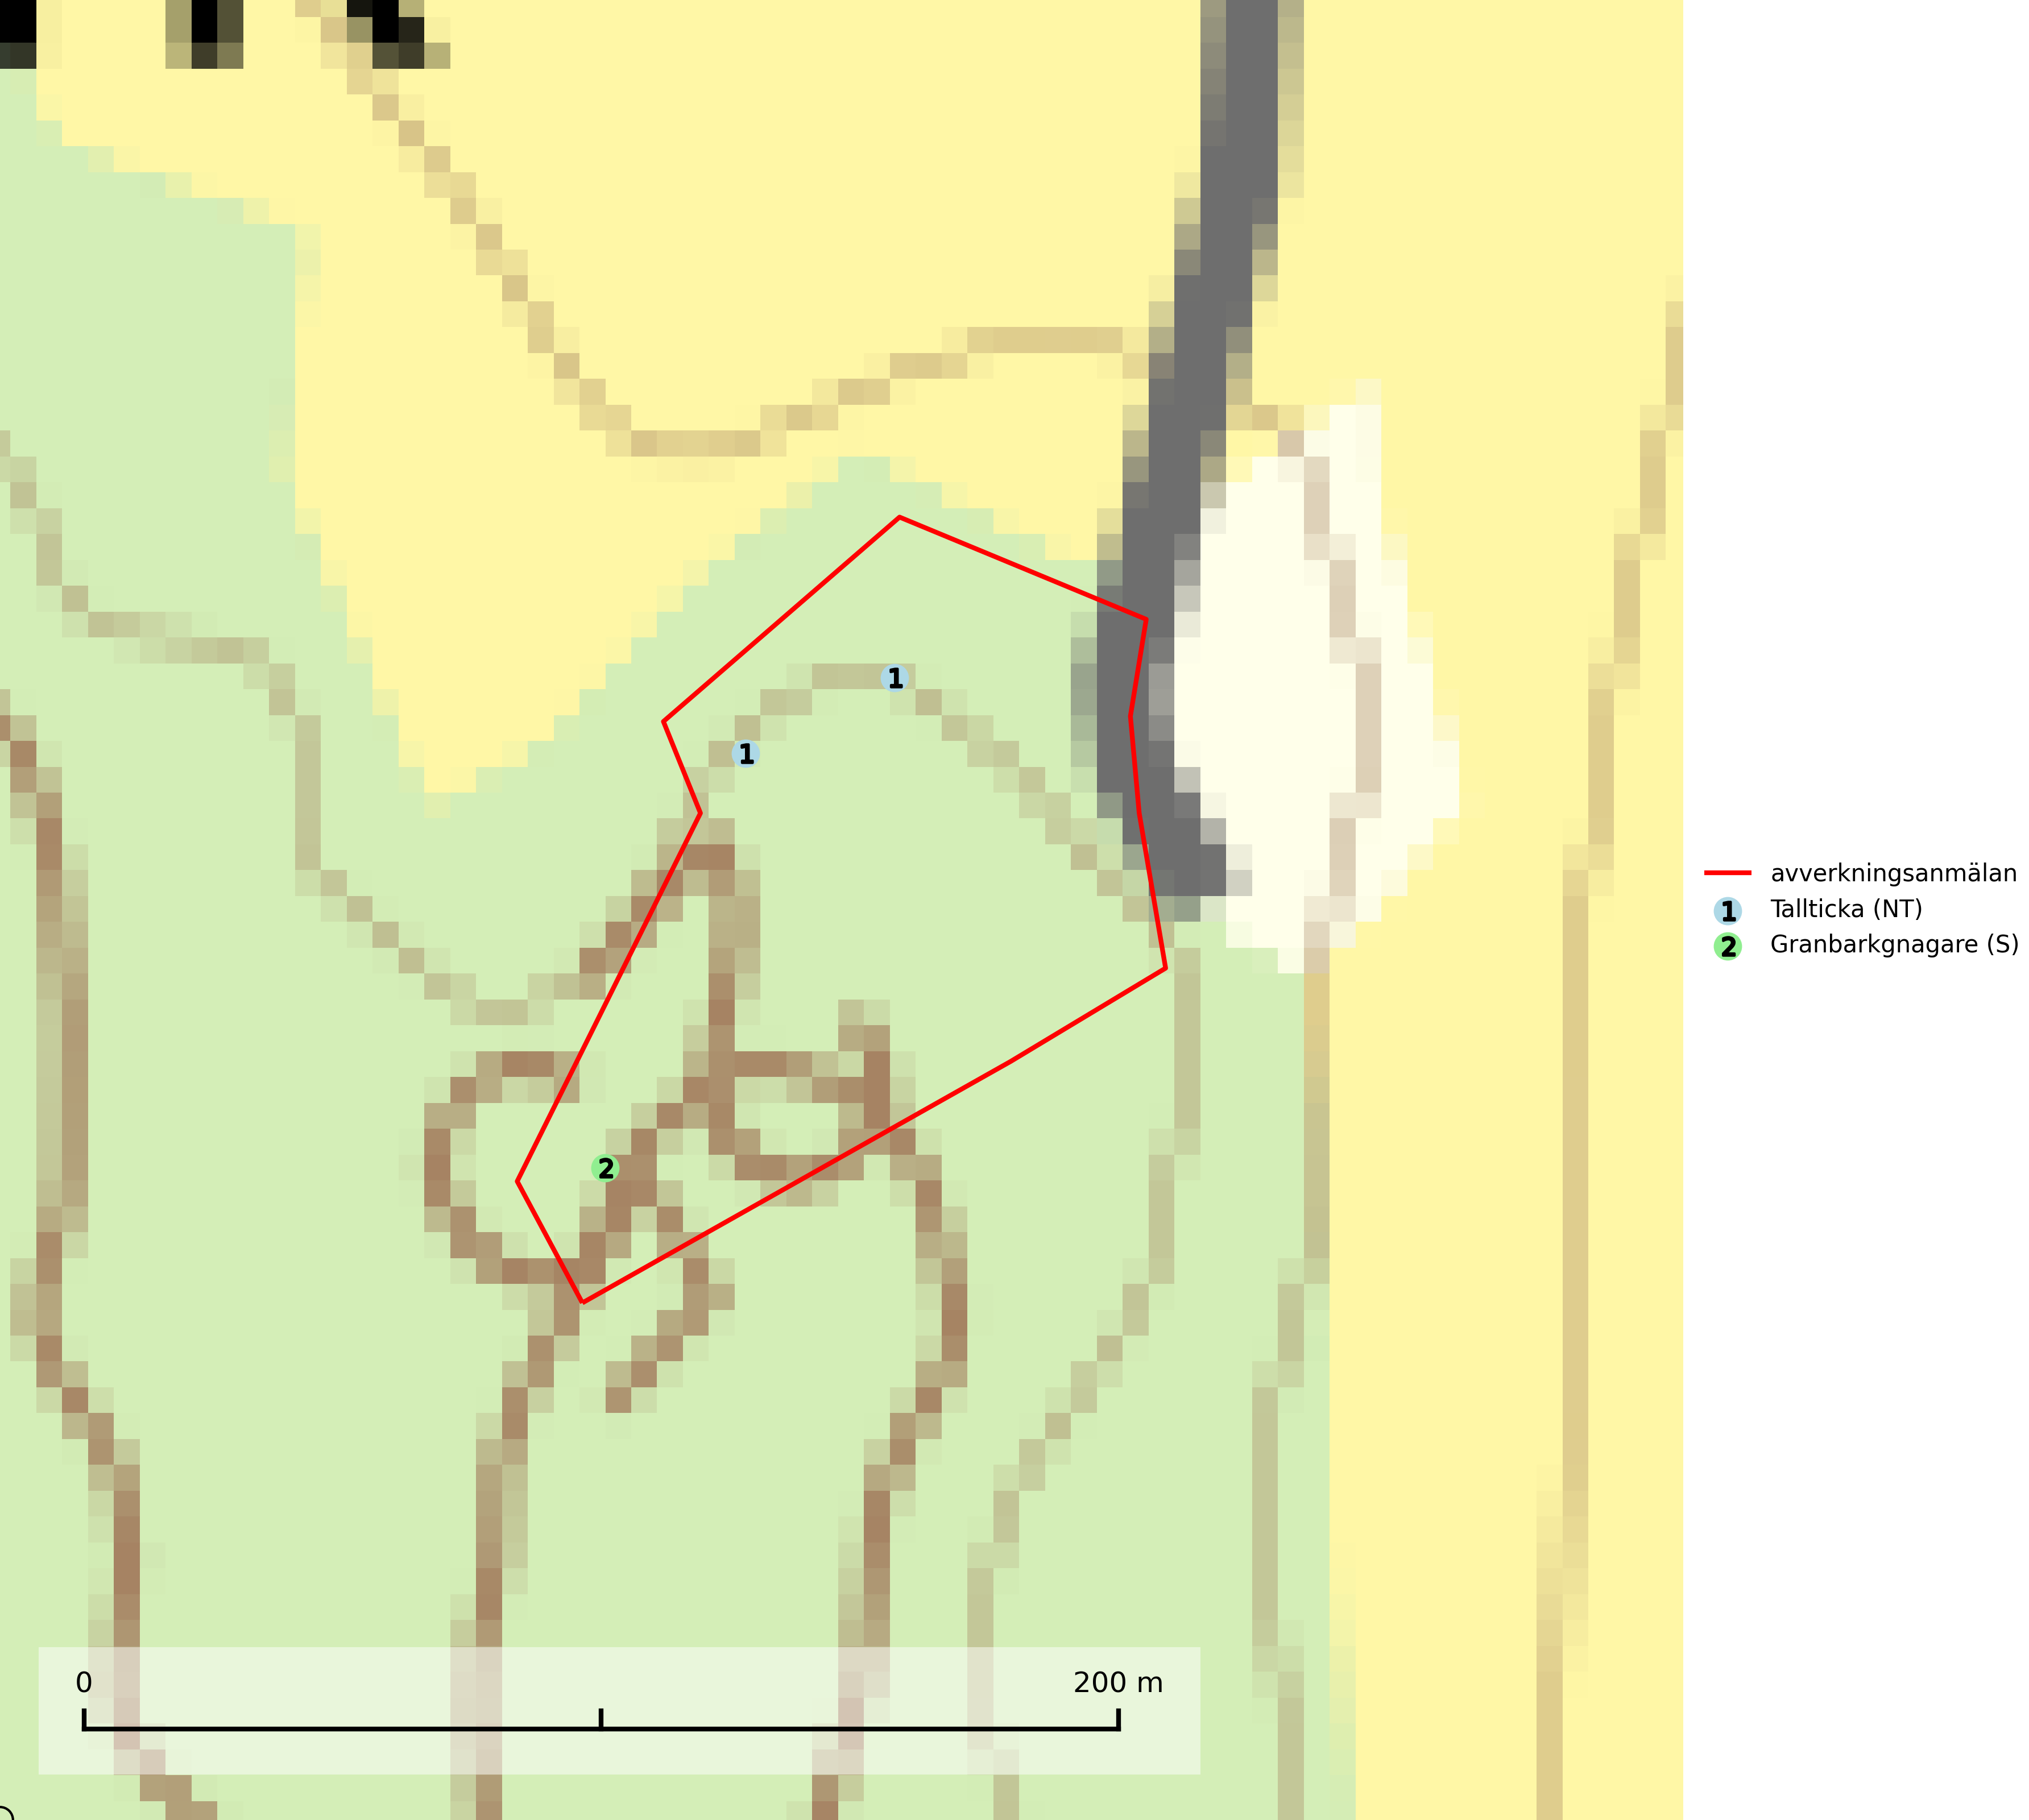 1
1
2
avverkningsanmälan
1 Tallticka (NT)
2 Granbarkgnagare (S)
0 200 m